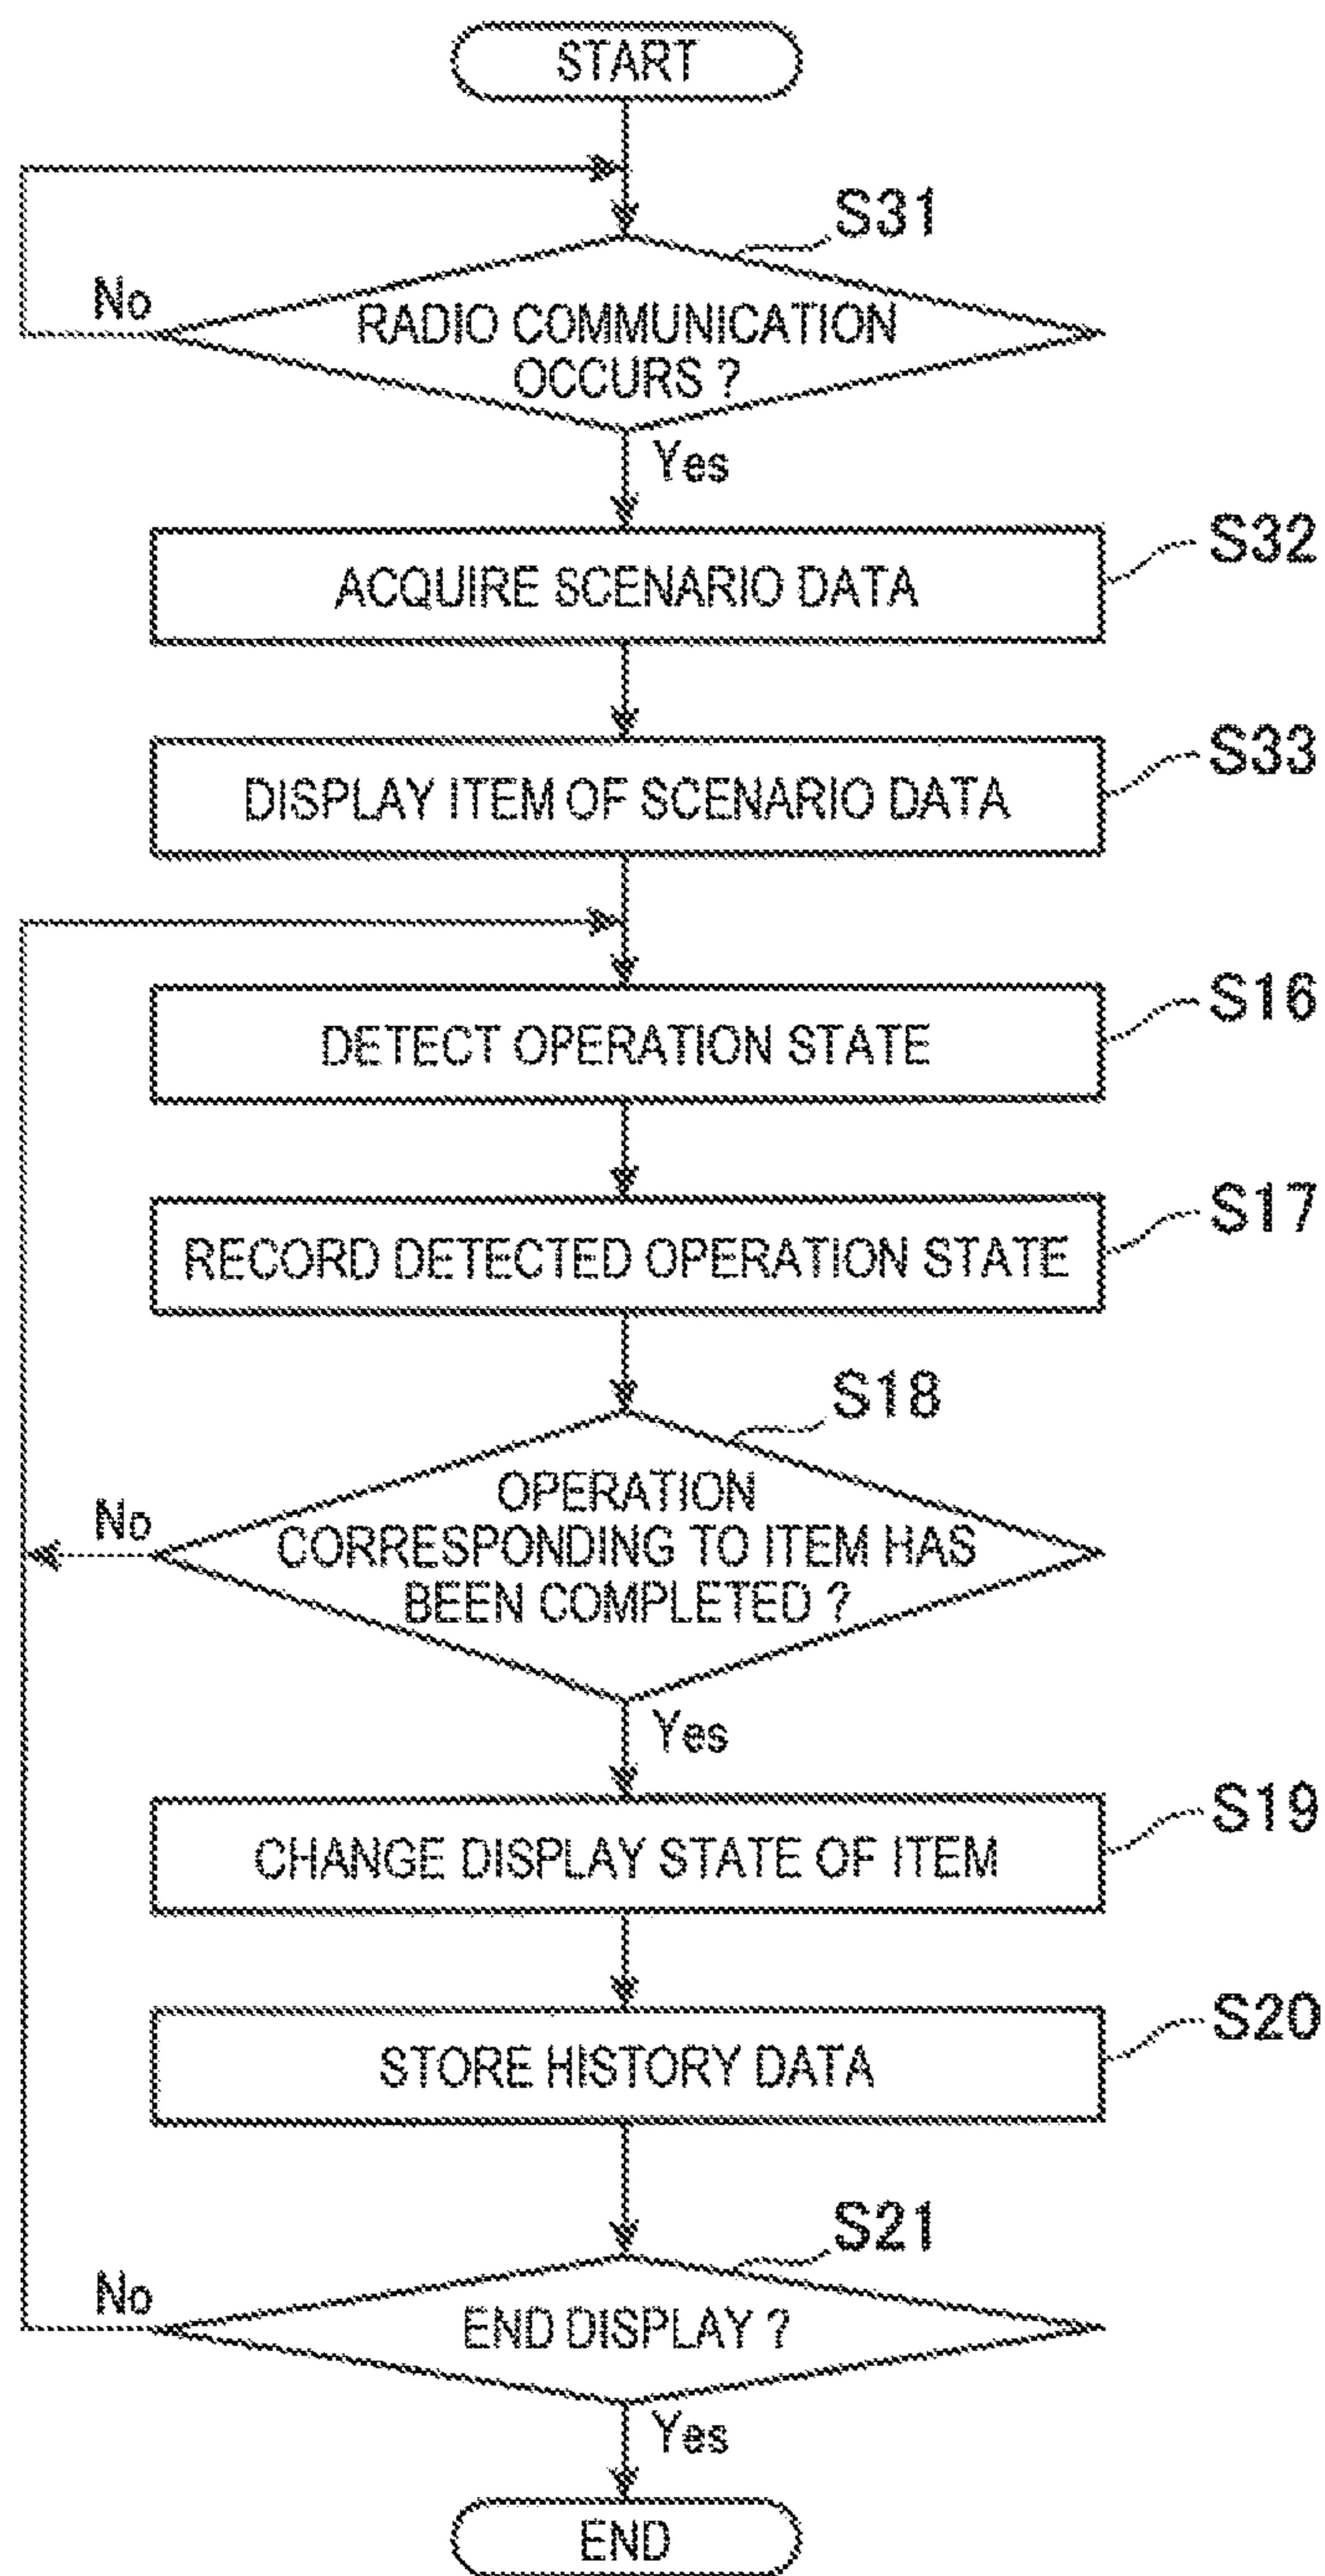 START
S31
No
RADIO COMMUNICATION
OCCURS ?
Yes
S32
ACQUIRE SCENARIO DATA
S33
DISPLAY ITEM OF SCENARIO DATA
S16
DETECT OPERATION STATE
S17
RECORD DETECTED OPERATION STATE
S18
OPERATION
No
CORRESPONDING TO ITEM HAS
BEEN COMPLETED ?
Yes
S19
CHANGE DISPLAY STATE OF ITEM
S20
STORE HISTORY DATA
S21
No
END DISPLAY ?
Yes
END